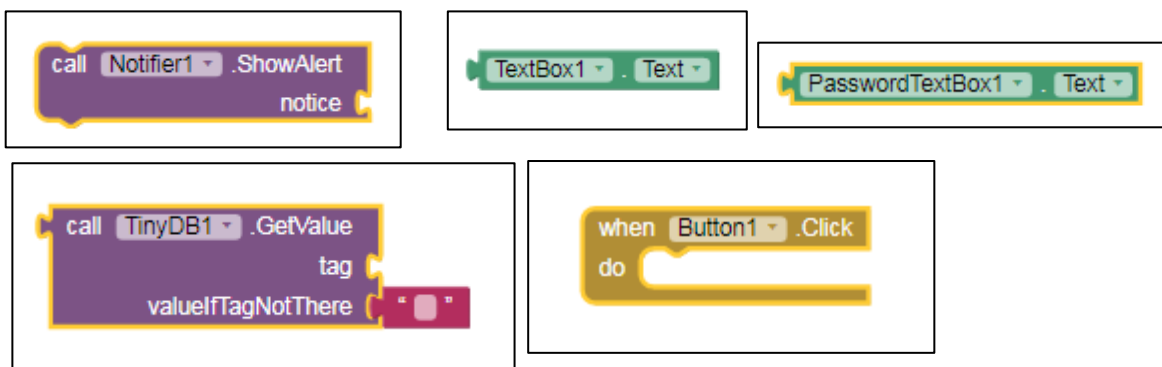 call Notifier1 .ShowAlert
notice
TextBox1 . Text
PasswordTextBox1 . Text
call TinyDB1 .GetValue
tag
valueIfTagNotThere " "
when Button1 .Click
do